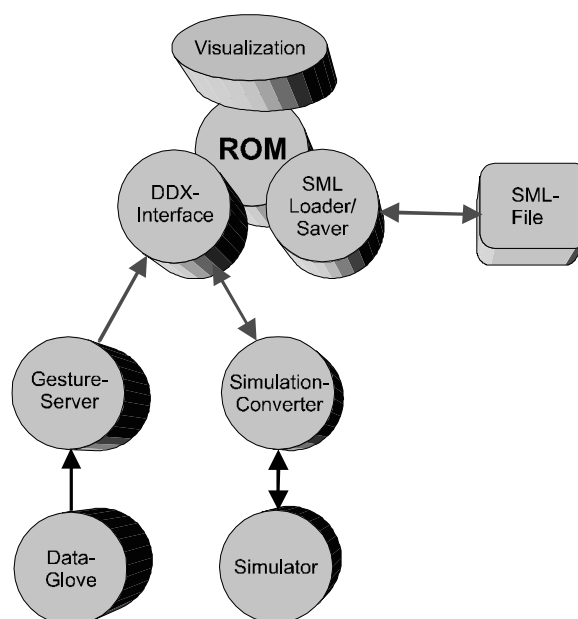 Visualization
ROM
DDX-
Interface
SML
Loader/
Saver
SML-
File
Gesture-
Server
Simulation-
Converter
Data-
Glove
Simulator